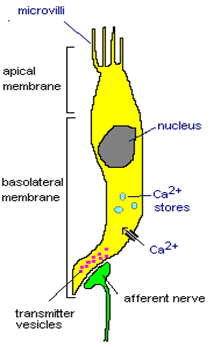 microvilli
apical
membrane
nucleus
basolateral
membrane
Ca2+
stores
Ca2+
transmitter
vesicles
afferent nerve